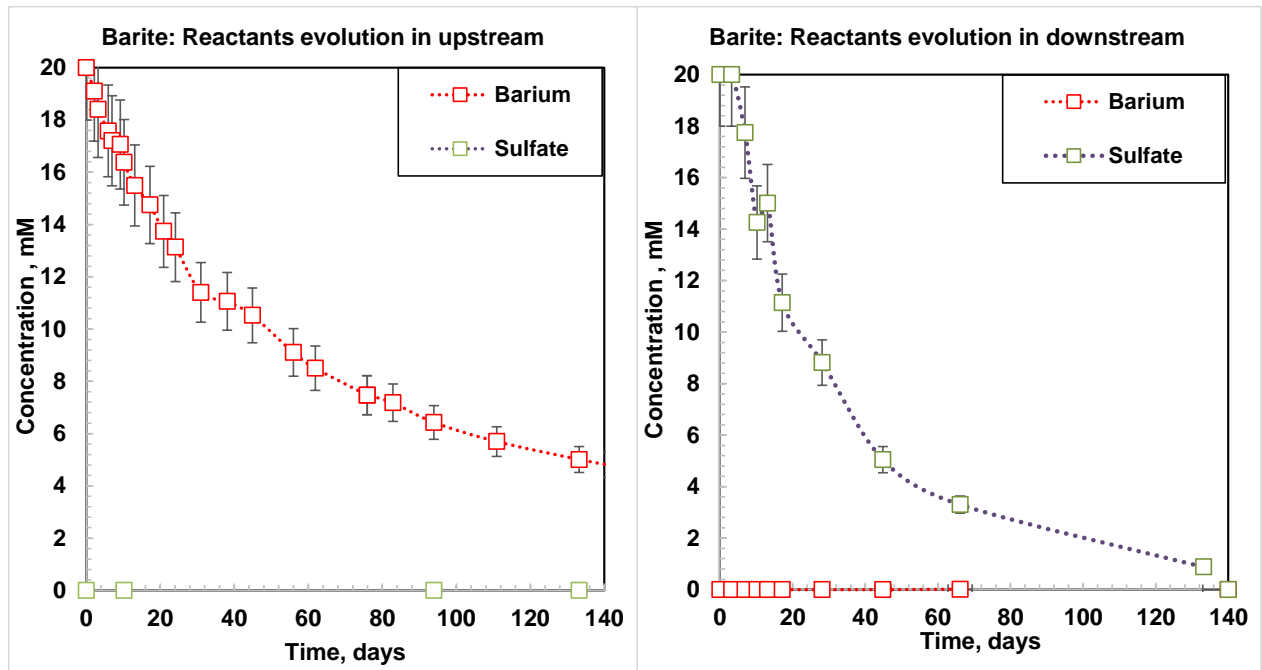 Barite: Reactants evolution in upstream
20
18
16
14
12
10
8
6
4
2
0
Concentration , mM
0 20 40 60 80 100 120 140
Time, days
Barium
Sulfate
Barite: Reactants evolution in downstream
20
18
16
14
12
10
8
6
4
2
0
Concentration , mM
0 20 40 60 80 100 120 140
Time, days
Barium
Sulfate